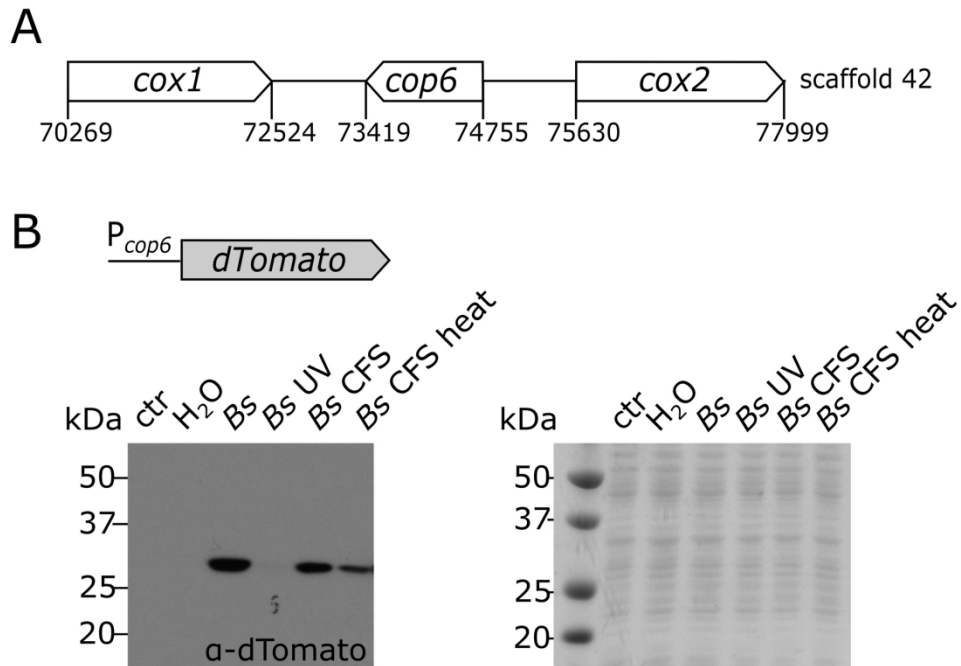 A
cox1 cop6 cox2 scaffold 42
70269 72524 73419 74755 75630 77999
B
Pcop6 dTomato
kDa ctr H2O Bs Bs UV Bs CFS Bs CFS heat
50
37
25
20
α-dTomato
kDa ctr H2O Bs Bs UV Bs CFS Bs CFS heat
50
37
25
20